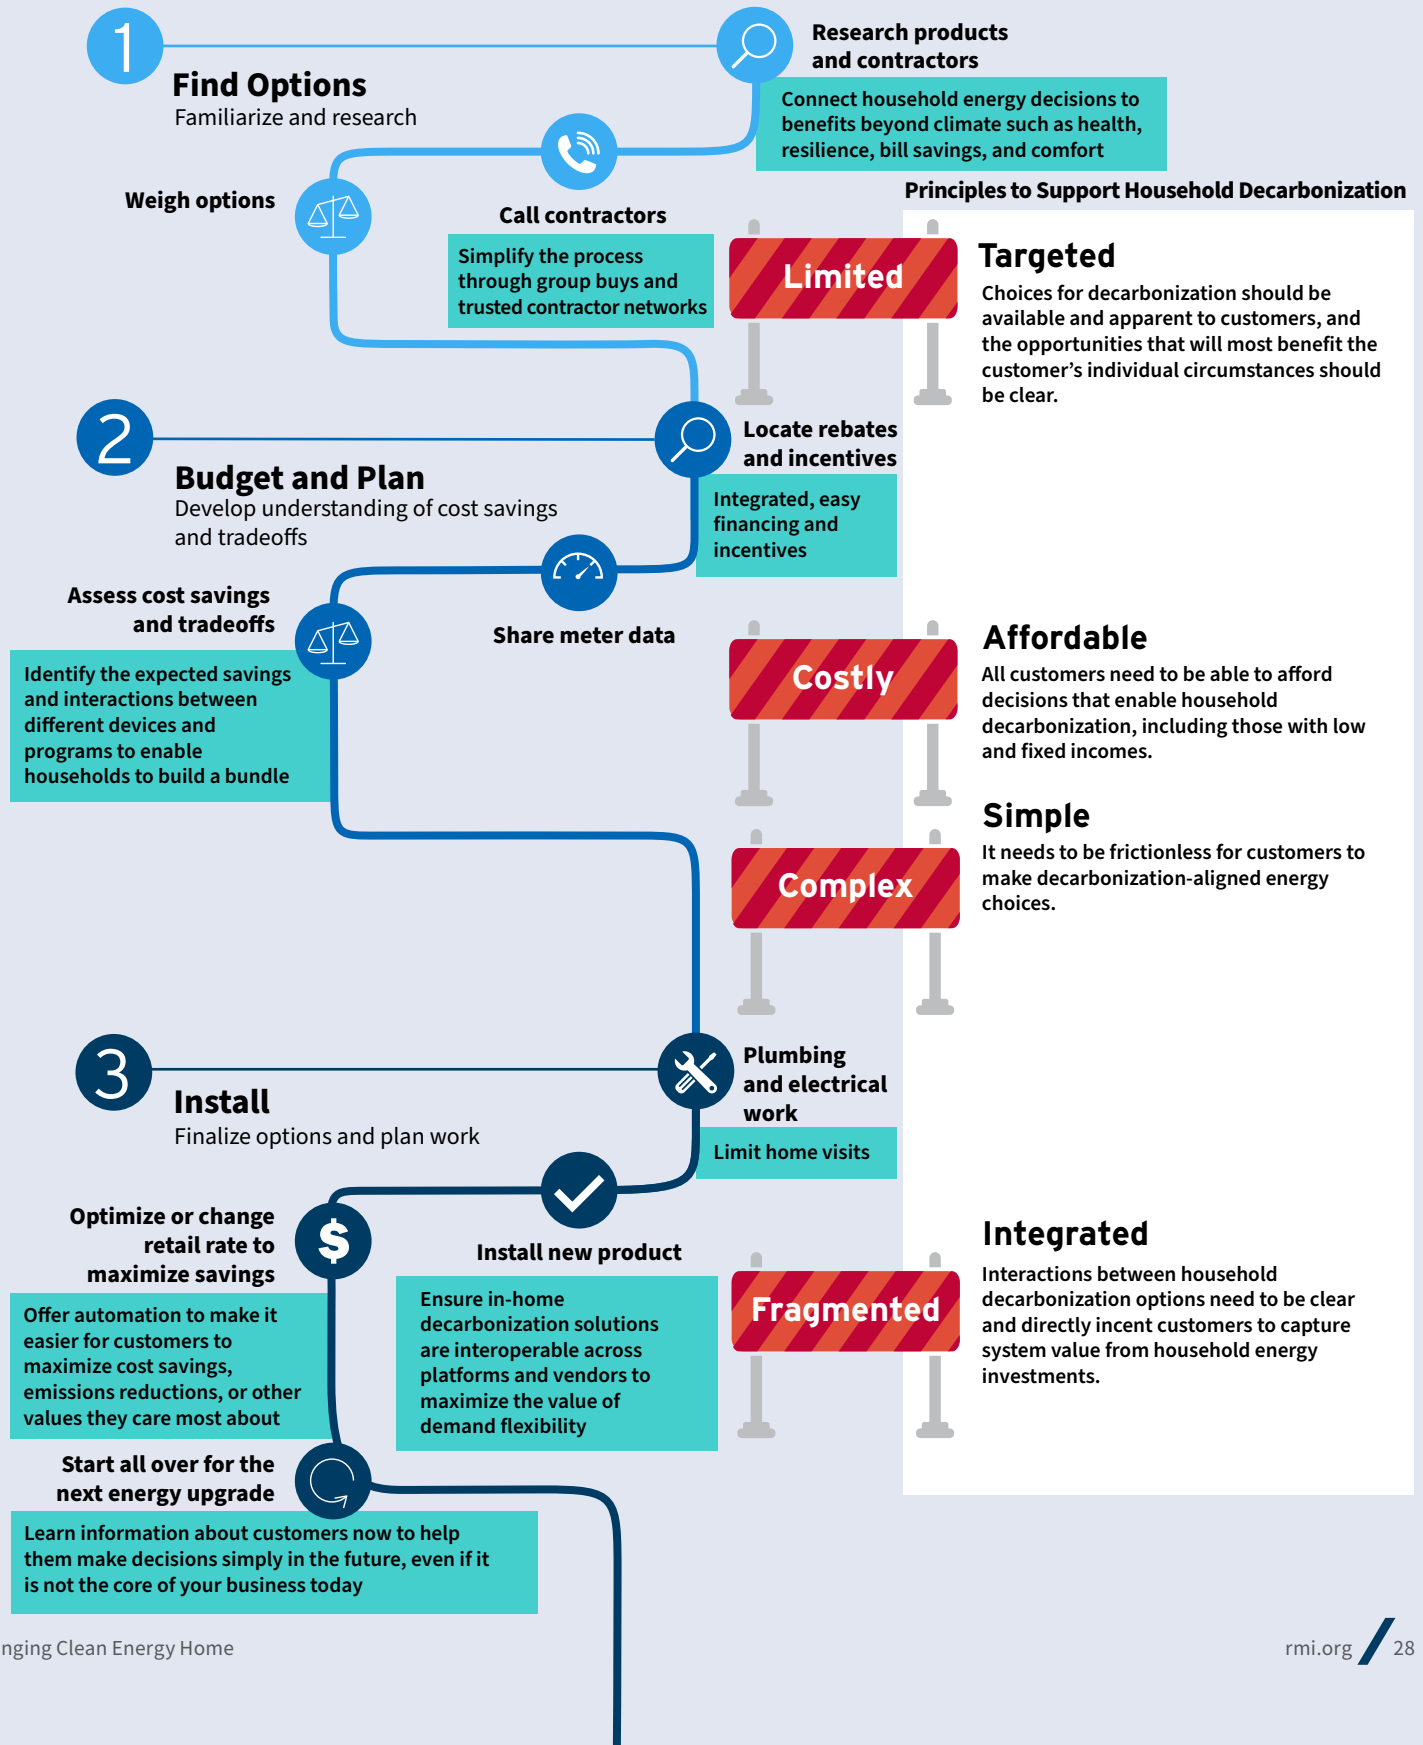 1
Find Options
Familiarize and research
Research products
and contractors
Connect household energy decisions to
benefits beyond climate such as health,
resilience, bill savings, and comfort
Call contractors
Simplify the process
through group buys and
trusted contractor networks
Weigh options
Principles to Support Household Decarbonization
Limited
Targeted
Choices for decarbonization should be
available and apparent to customers, and
the opportunities that will most benefit the
customer’s individual circumstances should
be clear.
2
Budget and Plan
Develop understanding of cost savings
and tradeoffs
Locate rebates
and incentives
Integrated, easy
financing and
incentives
Share meter data
Assess cost savings
and tradeoffs
Identify the expected savings
and interactions between
different devices and
programs to enable
households to build a bundle
Costly
Affordable
All customers need to be able to afford
decisions that enable household
decarbonization, including those with low
and fixed incomes.
Complex
Simple
It needs to be frictionless for customers to
make decarbonization-aligned energy
choices.
3
Install
Finalize options and plan work
Plumbing
and electrical
work
Limit home visits
Install new product
Ensure in-home
decarbonization solutions
are interoperable across
platforms and vendors to
maximize the value of
demand flexibility
Optimize or change
retail rate to
maximize savings
$
Offer automation to make it
easier for customers to
maximize cost savings,
emissions reductions, or other
values they care most about
Fragmented
Integrated
Interactions between household
decarbonization options need to be clear
and directly incent customers to capture
system value from household energy
investments.
Start all over for the
next energy upgrade
Learn information about customers now to help
them make decisions simply in the future, even if it
is not the core of your business today
nging Clean Energy Home
rmi.org 28